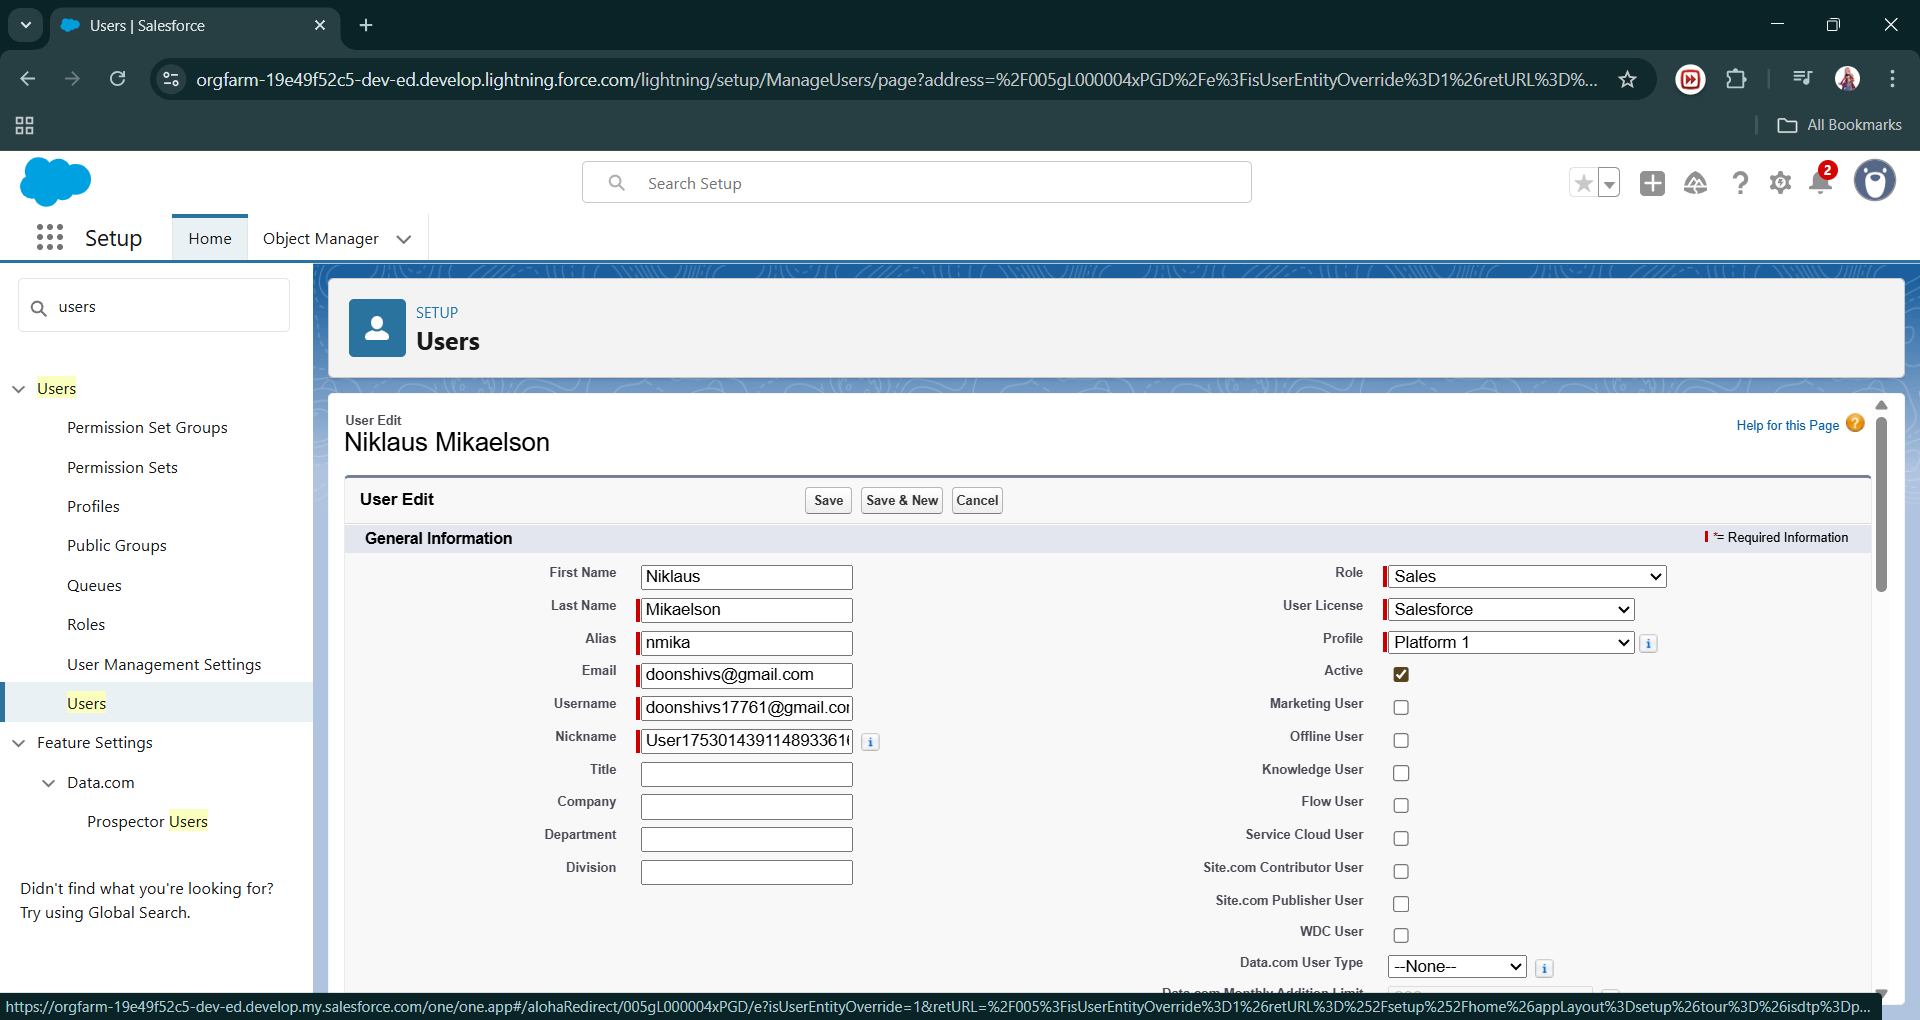 Users | Salesforce
orgfarm-19e49f52c5-dev-ed.develop.lightning.force.com/lightning/setup/ManageUsers/page?address=%2F005gL000004xPGD%2Fe%3FisUserEntityOverride%3D1%26retURL%3D%...
All Bookmarks
Search Setup
2
Setup
Home
Object Manager
users
SETUP
Users
Users
Permission Set Groups
Permission Sets
Profiles
Public Groups
Queues
Roles
User Management Settings
Users
Feature Settings
Data.com
Prospector Users
Didn't find what you're looking for?
Try using Global Search.
User Edit
Niklaus Mikaelson
Help for this Page ?
User Edit
Save
Save & New
Cancel
General Information
*= Required Information
First Name Niklaus
Last Name Mikaelson
Alias nmika
Email doonshivs@gmail.com
Username doonshivs17761@gmail.co
Nickname User175301439114893361
Title
Company
Department
Division
Role Sales
User License Salesforce
Profile Platform 1
Active
Marketing User
Offline User
Knowledge User
Flow User
Service Cloud User
Site.com Contributor User
Site.com Publisher User
WDC User
Data.com User Type --None--
Data.com Monthly Addition Limit
https://orgfarm-19e49f52c5-dev-ed.develop.my.salesforce.com/one/one.app#/alohaRedirect/005gL000004xPGD/e?isUserEntityOverride=1&retURL=%2F005%3FisUserEntityOverride%3D1%26retURL%3D%252Fsetup%252Fhome%26appLayout%3Dsetup%26tour%3D%26isdtp%3Dp...